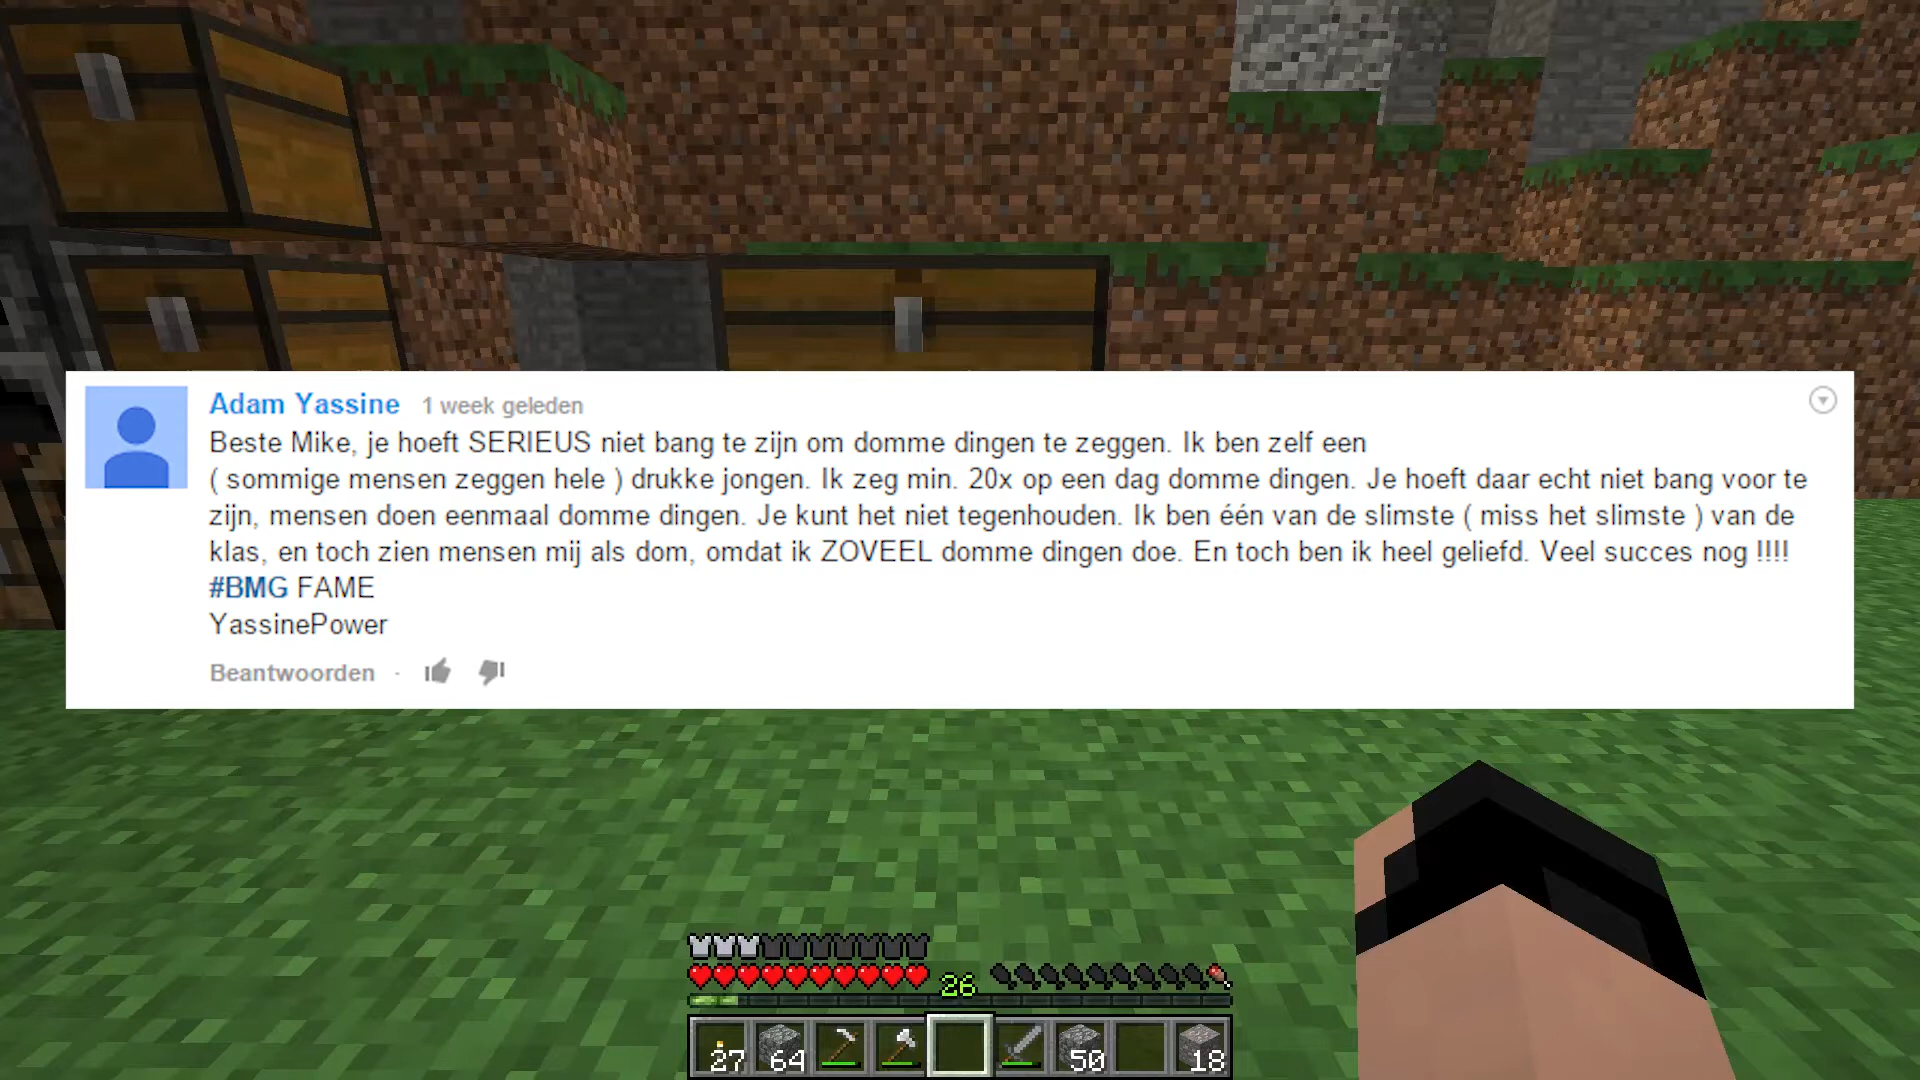 Adam Yassine 1 week geleden
Beste Mike, je hoeft SERIEUS niet bang te zijn om domme dingen te zeggen. Ik ben zelf een
( sommige mensen zeggen hele ) drukke jongen. Ik zeg min. 20x op een dag domme dingen. Je hoeft daar echt niet bang voor te
zijn, mensen doen eenmaal domme dingen. Je kunt het niet tegenhouden. Ik ben één van de slimste ( miss het slimste ) van de
klas, en toch zien mensen mij als dom, omdat ik ZOVEEL domme dingen doe. En toch ben ik heel geliefd. Veel succes nog !!!!
#BMG FAME
YassinePower
Beantwoorden ·
26
27 64 50 18